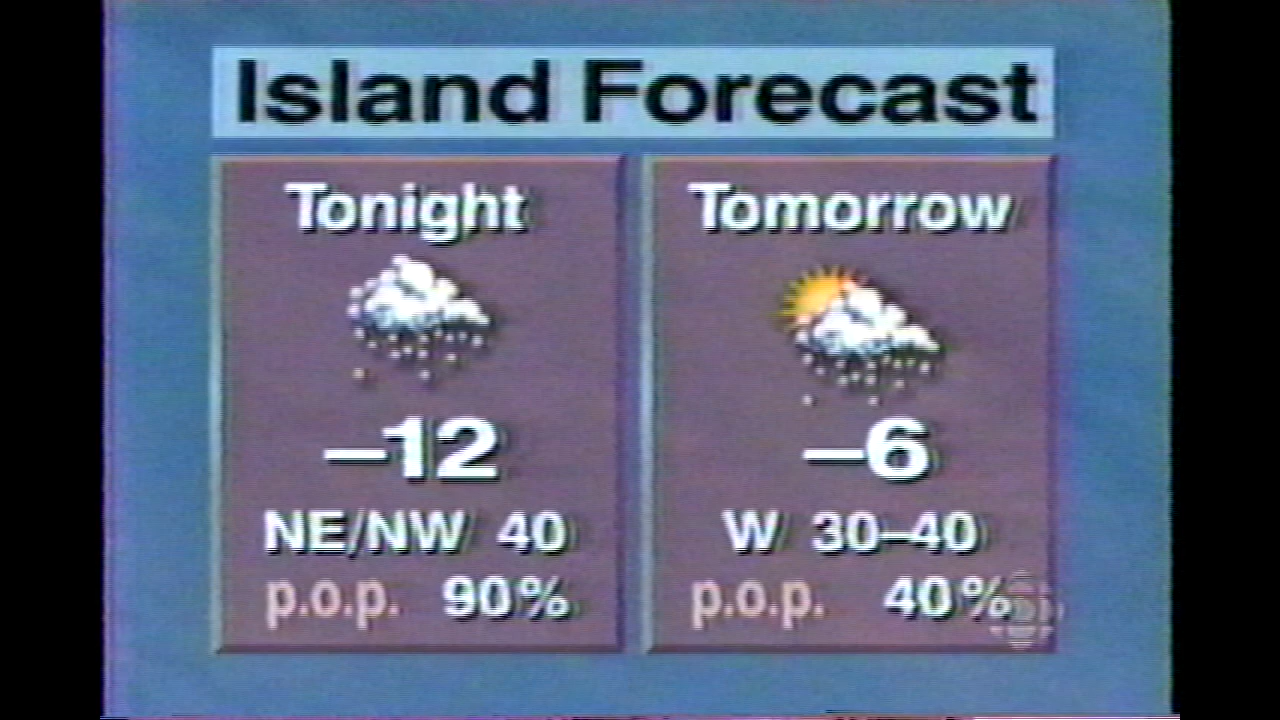 Island Forecast
Tonight
–12
NE/NW 40
p.o.p. 90%
Tomorrow
–6
W 30–40
p.o.p. 40%